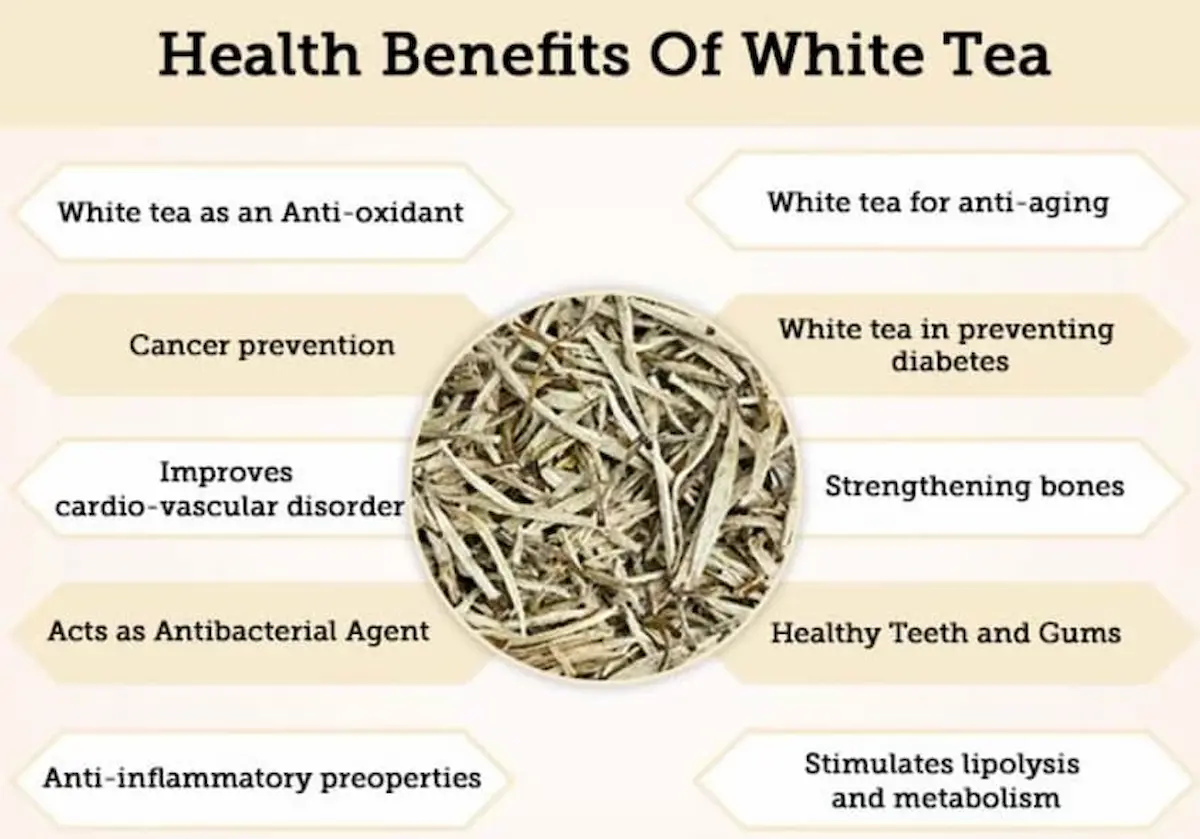 Health Benefits Of White Tea
White tea as an Anti-oxidant
White tea for anti-aging
Cancer prevention
White tea in preventing
diabetes
Improves
cardio-vascular disorder
Strengthening bones
Acts as Antibacterial Agent
Healthy Teeth and Gums
Anti-inflammatory preoperties
Stimulates lipolysis
and metabolism